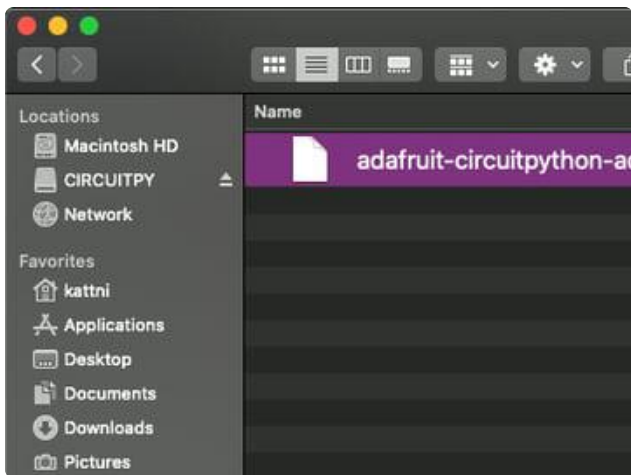 Locations
Name
Macintosh HD
adafruit-circuitpython-a
CIRCUITPY
Network
Favorites
kattni
Applications
Desktop
Documents
Downloads
Pictures